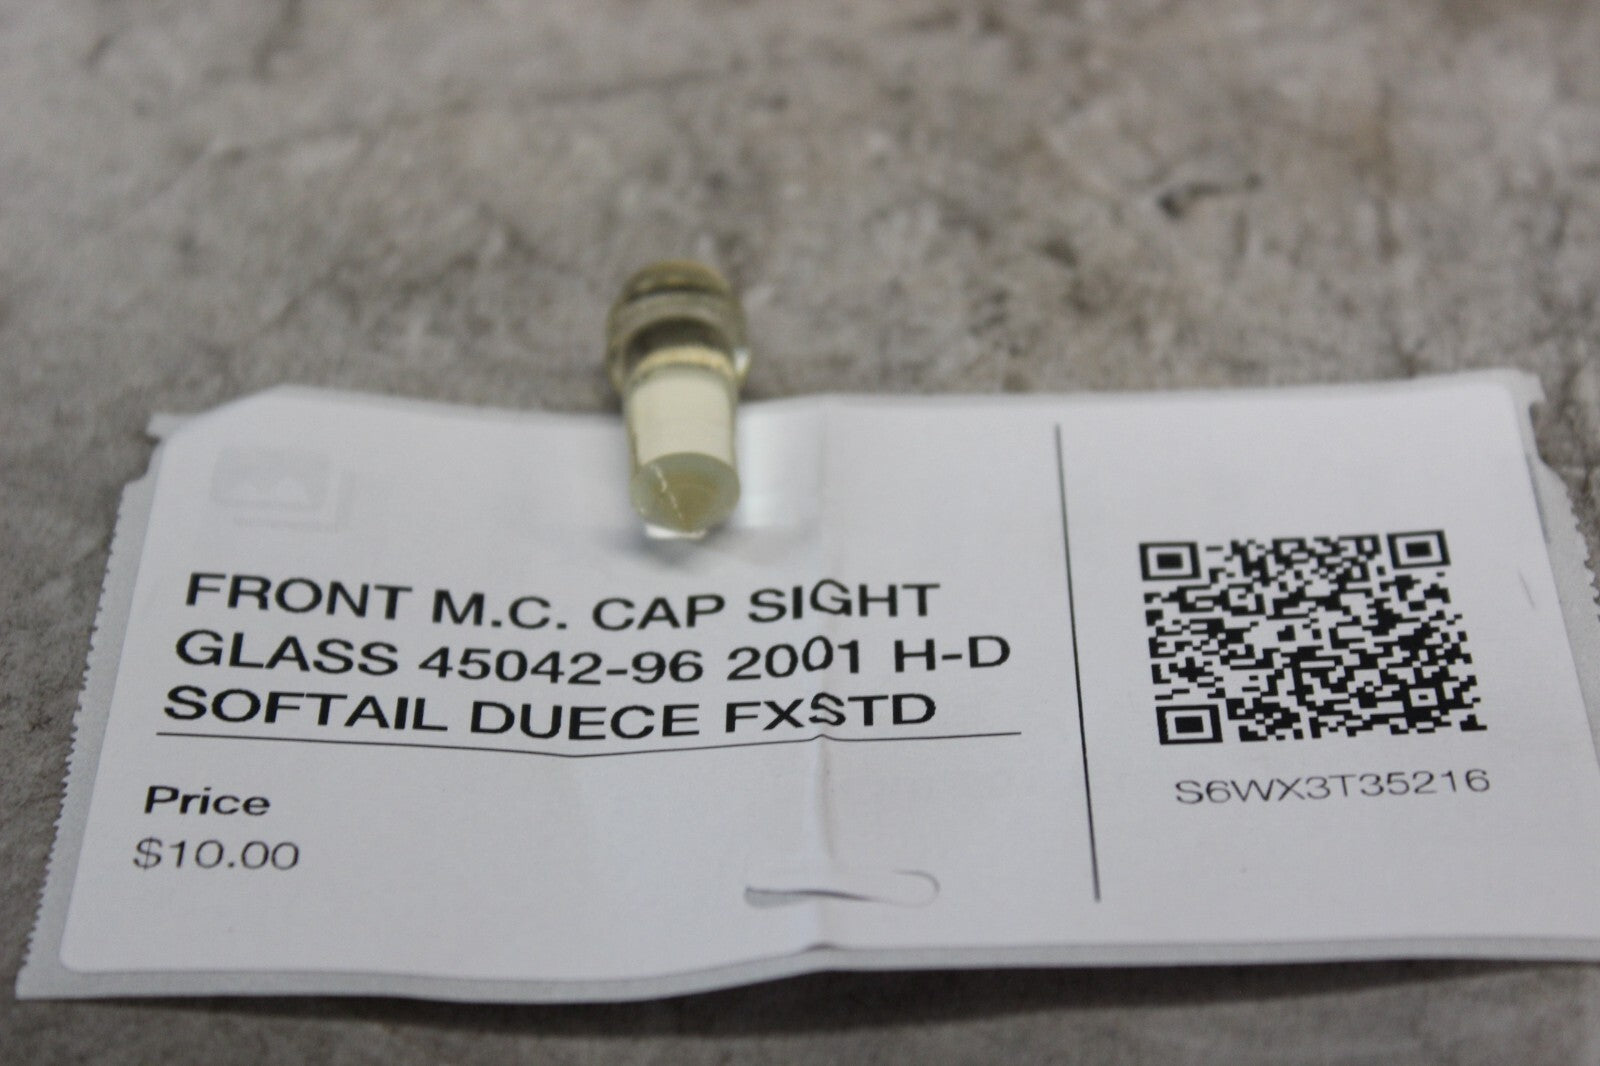 FRONT M.C. CAP SIGHT
GLASS 45042-96 2001 H-D
SOFTAIL DUECE FXSTD
Price
$10.00
S6WX3T35216